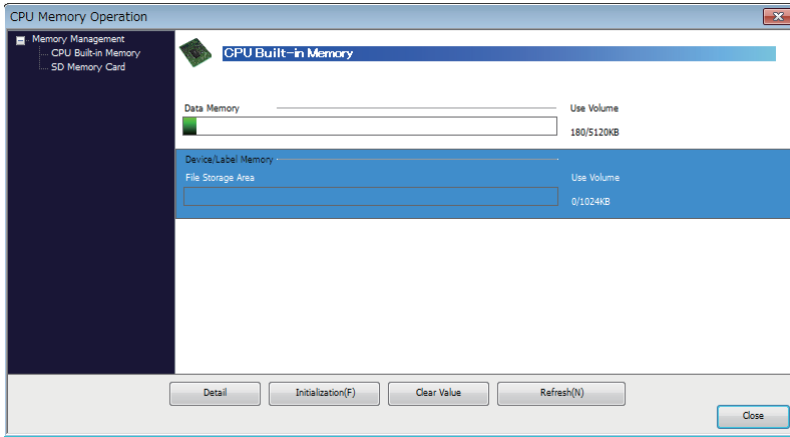 CPU Memory Operation
Memory Management
CPU Built-in Memory
SD Memory Card
CPU Built-in Memory
Data Memory
Use Volume
180/5120KB
Device/Label Memory
File Storage Area
Use Volume
0/1024KB
Detail
Initialization(F)
Clear Value
Refresh(N)
Close